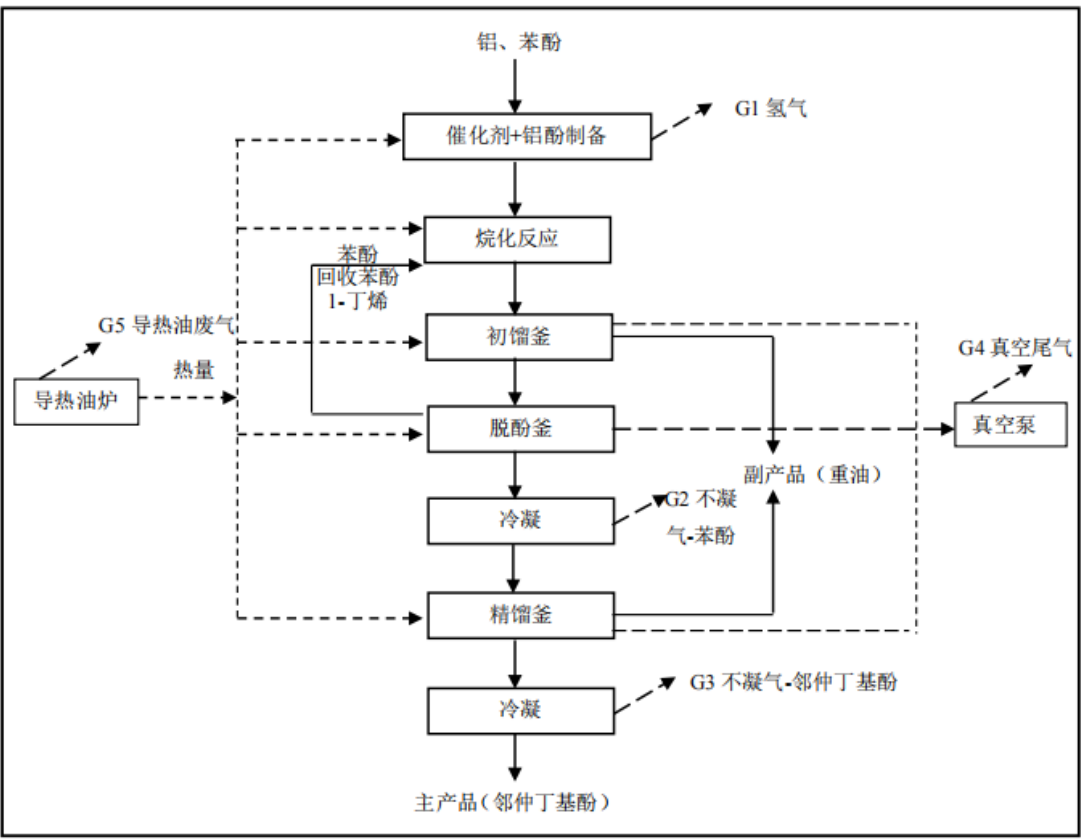 铝、苯酚
G1 氢气
催化剂+铝酚制备
烷化反应
苯酚
回收苯酚
1-丁烯
G5 导热油废气
初馏釜
G4 真空尾气
热量
导热油炉
脱酚釜
真空泵
副产品（重油）
G2 不凝
冷凝
气-苯酚
精馏釜
G3 不凝气-邻仲丁基酚
冷凝
主产品（邻仲丁基酚）